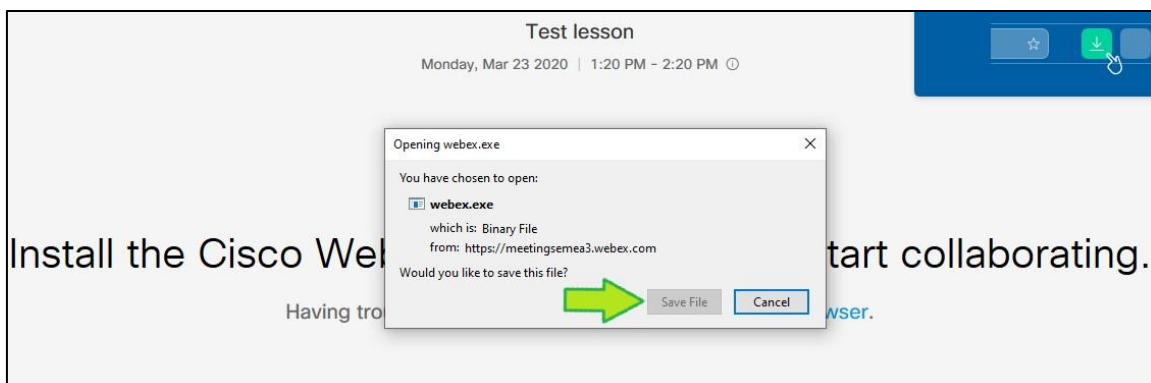 Test lesson
Monday, Mar 23 2020 | 1:20 PM - 2:20 PM
Opening webex.exe
You have chosen to open:
webex.exe
which is: Binary File
from: https://meetingsemea3.webex.com
Would you like to save this file?
Save File Cancel
Install the Cisco We tart collaborating.
Having tro wser.